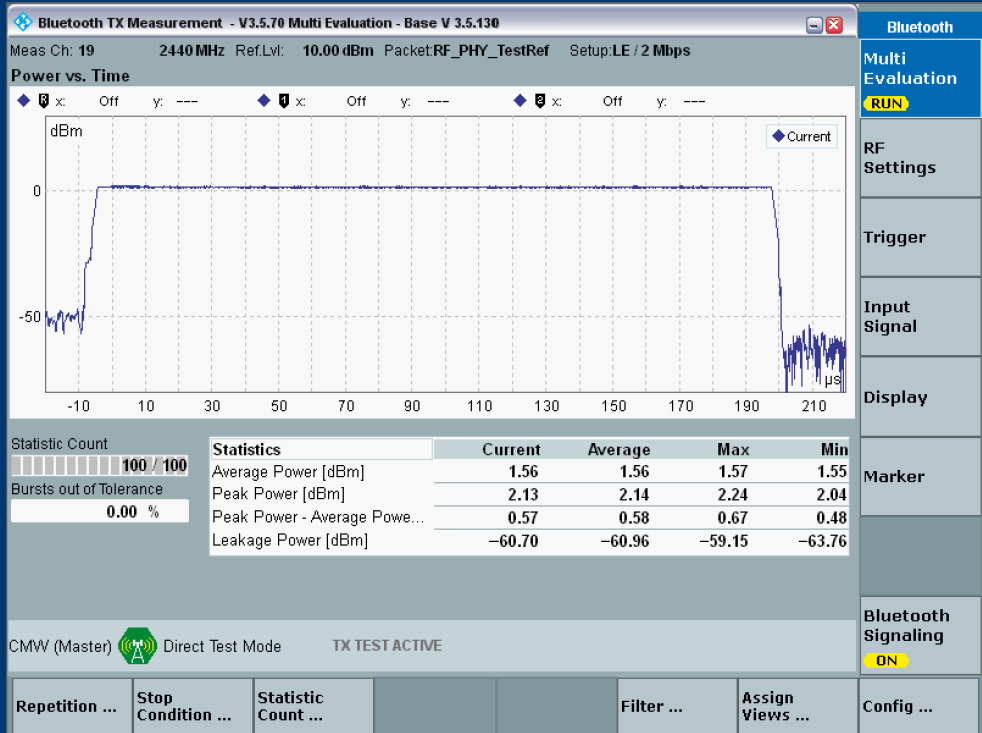 Bluetooth TX Measurement - V3.5.70 Multi Evaluation - Base V 3.5.130
Bluetooth
Meas Ch: 19 2440 MHz Ref.Lvl: 10.00 dBm Packet:RF_PHY_TestRef Setup:LE / 2 Mbps
Multi
Evaluation
RUN
Power vs. Time
R x: Off y: --- 1 x: Off y: --- 2 x: Off y: ---
dBm
Current
0
-50
µs
-10 10 30 50 70 90 110 130 150 170 190 210
RF
Settings
Trigger
Input
Signal
Display
Marker
Statistic Count
100 / 100
Bursts out of Tolerance
0.00 %
Statistics Current Average Max Min
Average Power [dBm] 1.56 1.56 1.57 1.55
Peak Power [dBm] 2.13 2.14 2.24 2.04
Peak Power - Average Powe... 0.57 0.58 0.67 0.48
Leakage Power [dBm] −60.70 −60.96 −59.15 −63.76
Bluetooth
Signaling
ON
CMW (Master) Direct Test Mode TX TEST ACTIVE
Repetition ...
Stop
Condition ...
Statistic
Count ...
Filter ...
Assign
Views ...
Config ...